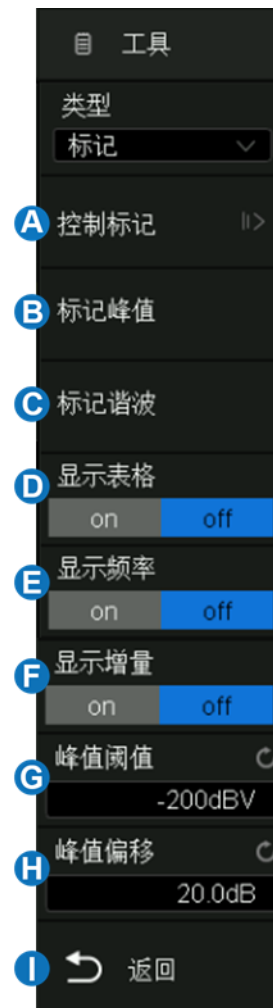 工具
类型
标记
A 控制标记
B 标记峰值
C 标记谐波
D 显示表格
on off
E 显示频率
on off
F 显示增量
on off
G 峰值阈值
-200dBV
H 峰值偏移
20.0dB
I 返回